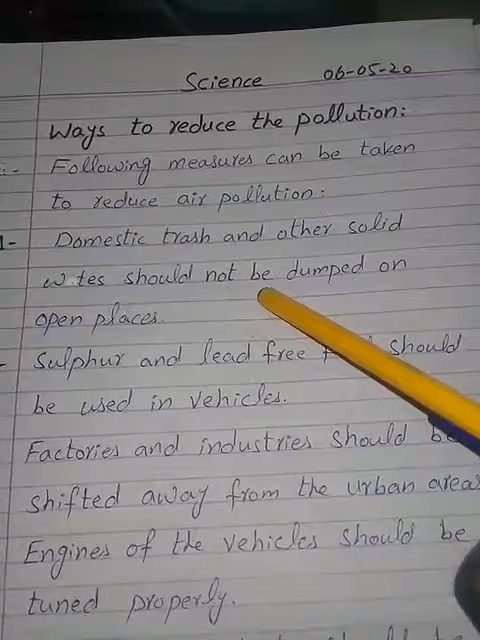 Science 06-05-20
Ways to reduce the pollution:
:- Following measures can be taken
to reduce air pollution:
1- Domestic trash and other solid
should not be dumped on
open places.
- Sulphur and lead free should
be used in vehicles.
Factories and industries should be
shifted away from the urban areas
Engines of the vehicles should be
tuned properly.